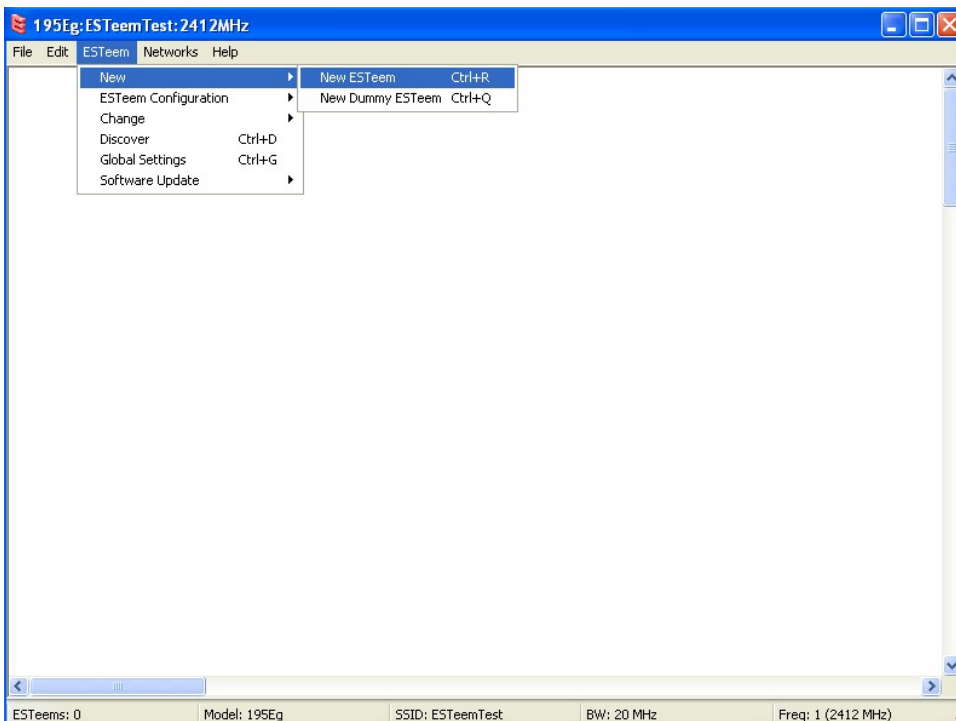 195Eg:ESTeemTest:2412MHz
File Edit ESTeem Networks Help
New
New ESTeem Ctrl+R
ESTeem Configuration
New Dummy ESTeem Ctrl+Q
Change
Discover Ctrl+D
Global Settings Ctrl+G
Software Update
ESTeems: 0 Model: 195Eg SSID: ESTeemTest BW: 20 MHz Freq: 1 (2412 MHz)